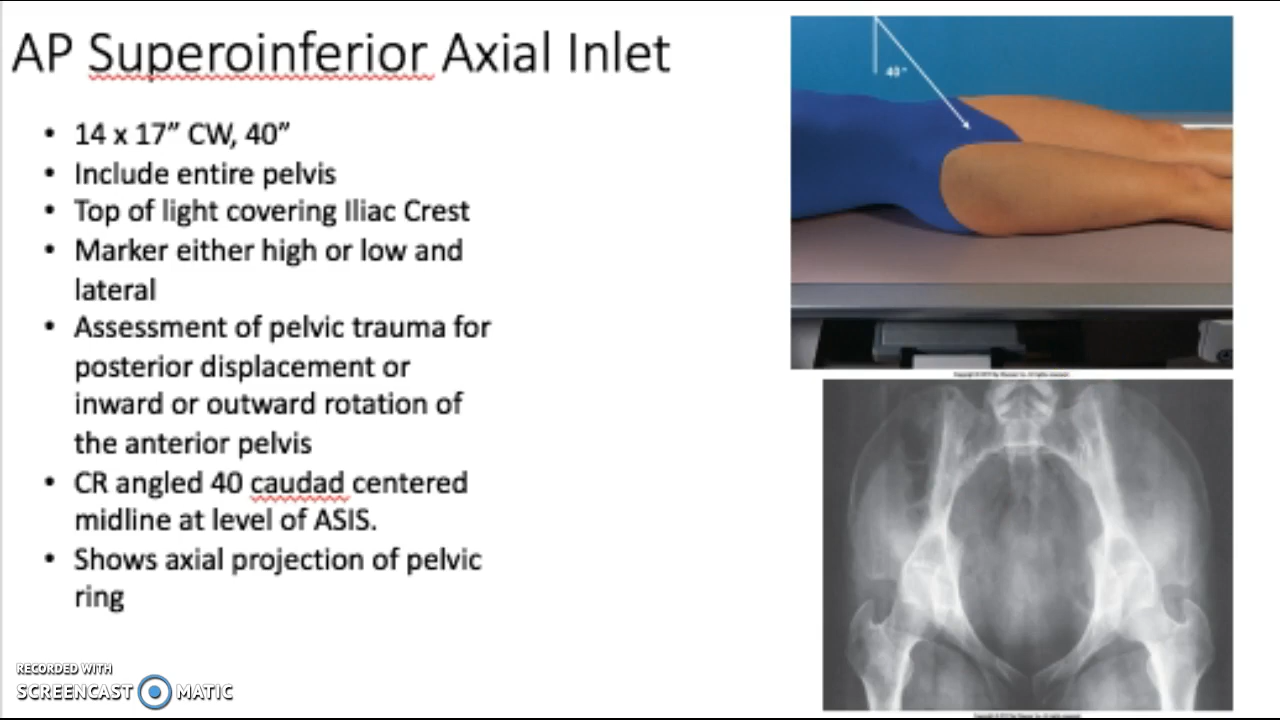 AP Superoinferior Axial Inlet
• 14 x 17” CW, 40”
• Include entire pelvis
• Top of light covering Iliac Crest
• Marker either high or low and
lateral
• Assessment of pelvic trauma for
posterior displacement or
inward or outward rotation of
the anterior pelvis
• CR angled 40 caudad centered
midline at level of ASIS.
• Shows axial projection of pelvic
ring
40°
RECORDED WITH
SCREENCAST MATIC